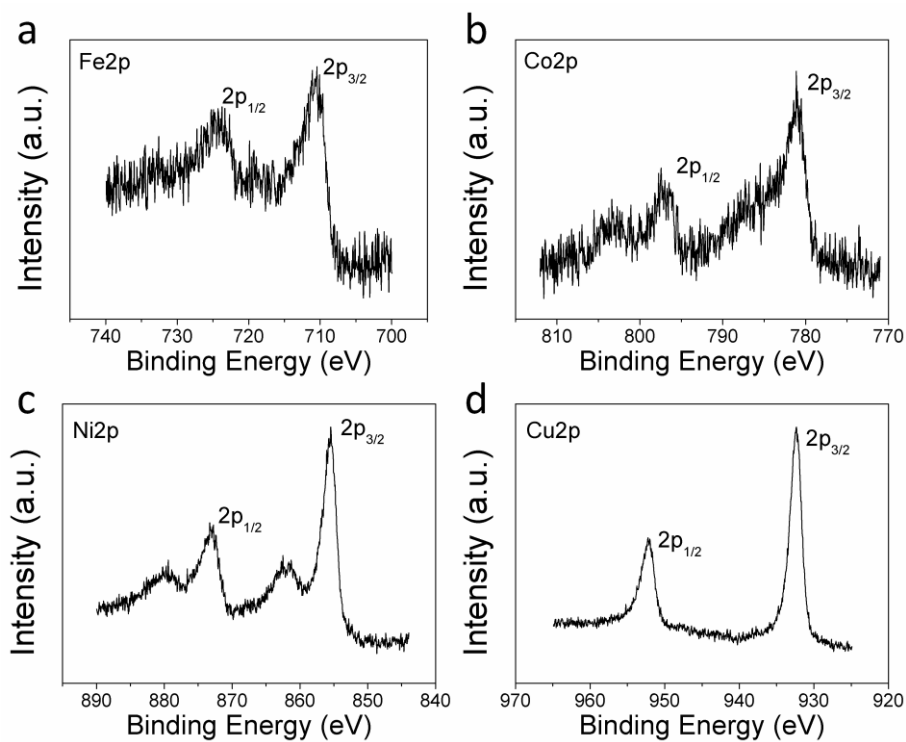 a
Fe2p
2p3/2
2p1/2
Intensity (a.u.)
740 730 720 710 700
Binding Energy (eV)
b
Co2p
2p3/2
2p1/2
Intensity (a.u.)
810 800 790 780 770
Binding Energy (eV)
c
Ni2p
2p3/2
2p1/2
Intensity (a.u.)
890 880 870 860 850 840
Binding Energy (eV)
d
Cu2p
2p3/2
2p1/2
Intensity (a.u.)
970 960 950 940 930 920
Binding Energy (eV)